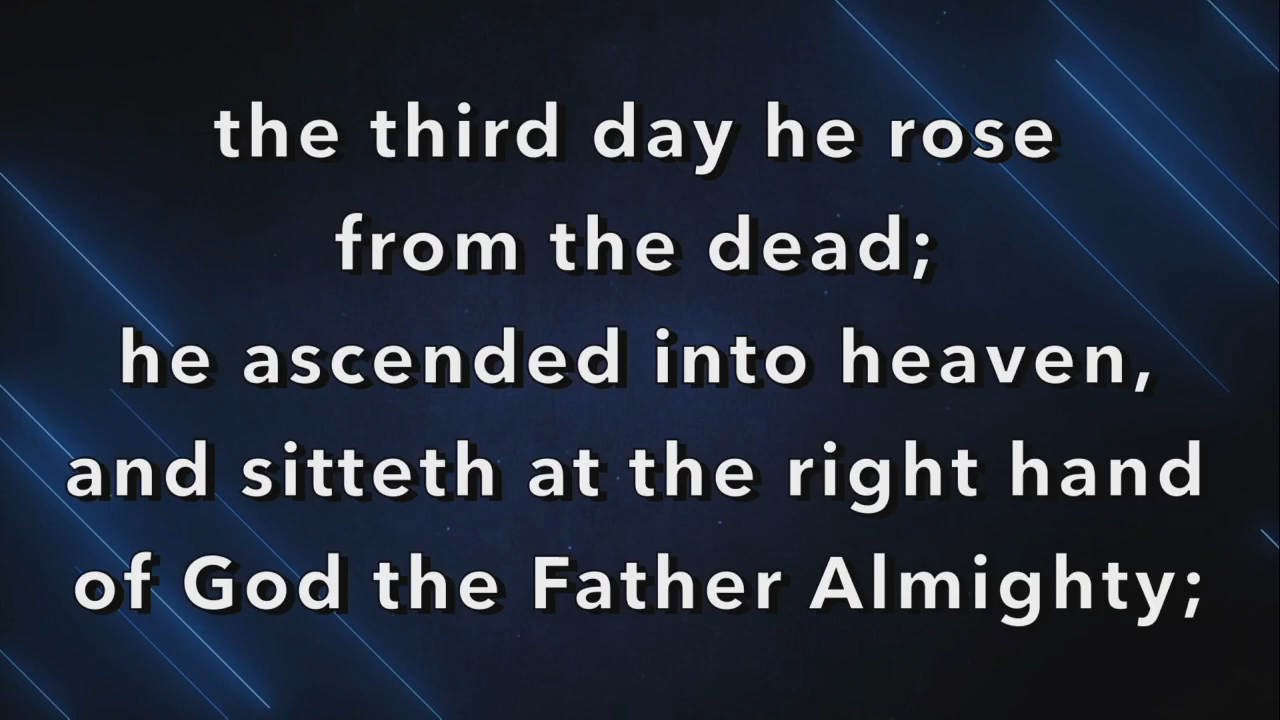 the third day he rose
from the dead;
he ascended into heaven,
and sitteth at the right hand
of God the Father Almighty;